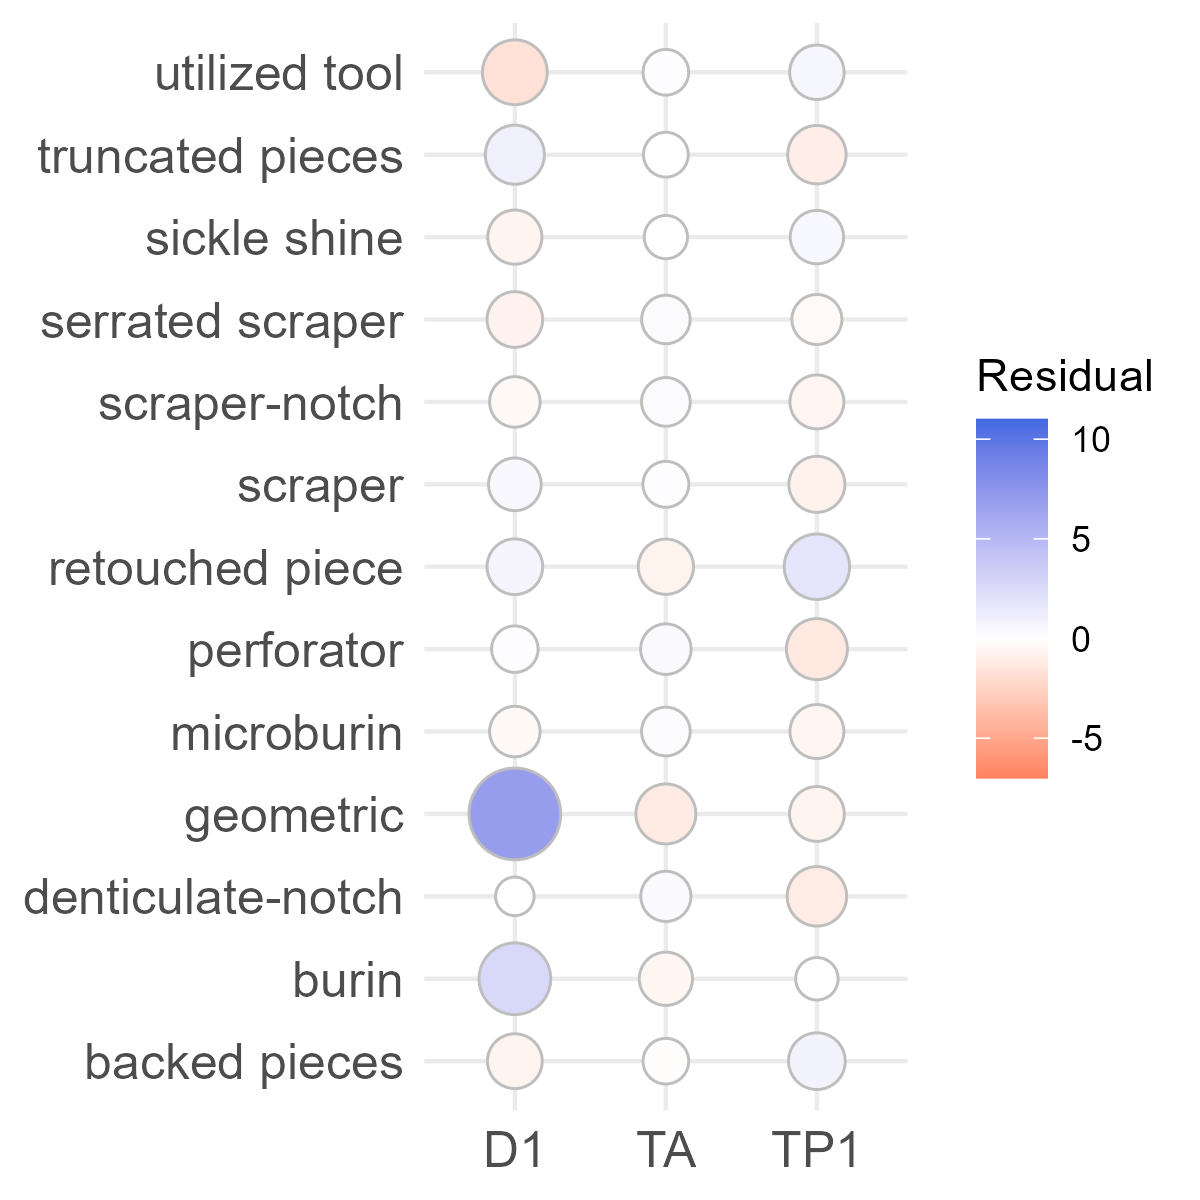 utilized tool
truncated pieces
sickle shine
serrated scraper
scraper-notch
scraper
retouched piece
perforator
microburin
geometric
denticulate-notch
burin
backed pieces
D1 TA TP1
Residual
10
5
0
-5